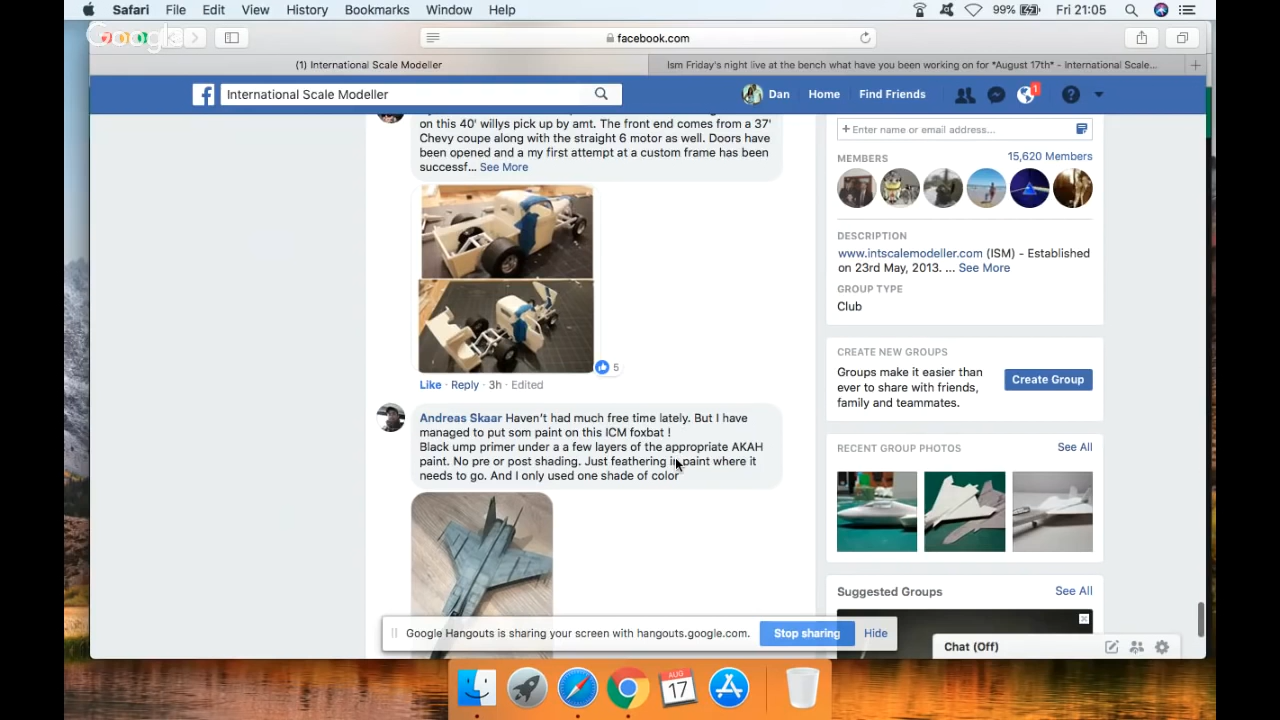 Safari File Edit View History Bookmarks Window Help 99% Fri 21:05
Google
facebook.com
(1) International Scale Modeller
Ism Friday's night live at the bench what have you been working on for *August 17th* - International Scale...
International Scale Modeller
Dan Home Find Friends 1
on this 40' willys pick up by amt. The front end comes from a 37'
Chevy coupe along with the straight 6 motor as well. Doors have
been opened and a my first attempt at a custom frame has been
successf... See More
5
Like · Reply · 3h · Edited
Andreas Skaar Haven't had much free time lately. But I have
managed to put som paint on this ICM foxbat !
Black ump primer under a a few layers of the appropriate AKAH
paint. No pre or post shading. Just feathering in paint where it
needs to go. And I only used one shade of color
+ Enter name or email address...
MEMBERS 15,620 Members
DESCRIPTION
www.intscalemodeller.com (ISM) - Established
on 23rd May, 2013. ... See More
GROUP TYPE
Club
CREATE NEW GROUPS
Groups make it easier than
ever to share with friends,
family and teammates.
Create Group
RECENT GROUP PHOTOS See All
Suggested Groups See All
Google Hangouts is sharing your screen with hangouts.google.com. Stop sharing Hide
Chat (Off)
AUG
17